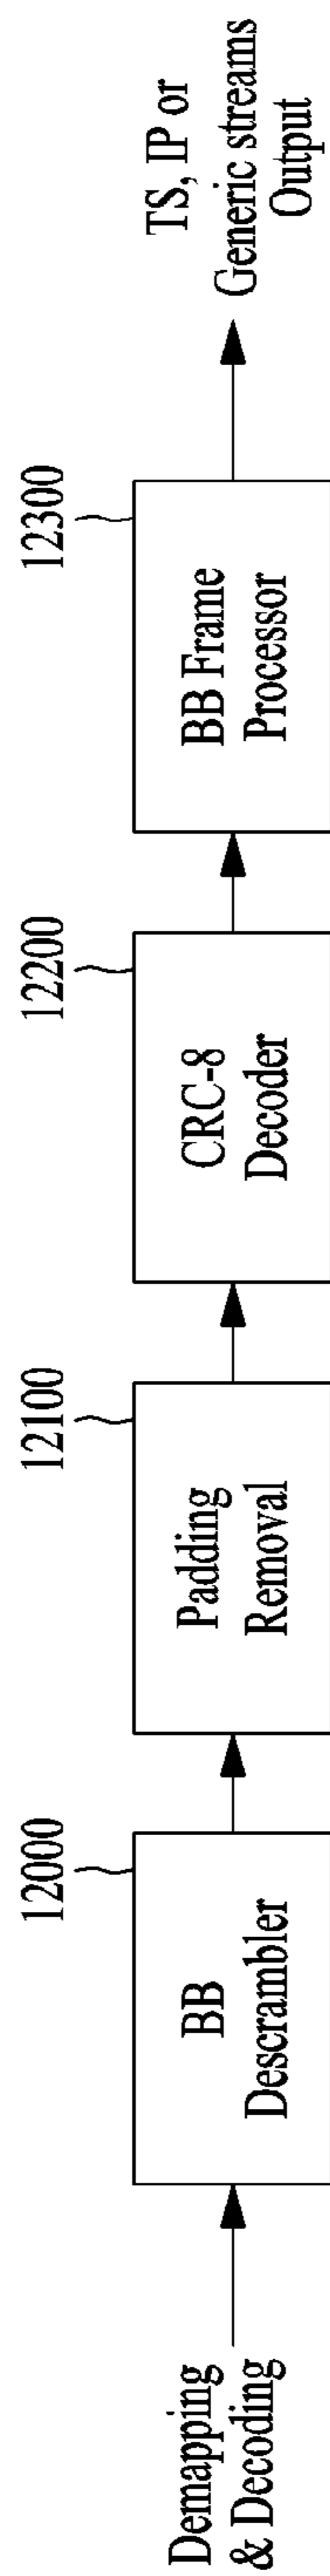 Demapping
& Decoding
12000
BB
Descrambler
12100
Padding
Removal
12200
CRC-8
Decoder
12300
BB Frame
Processor
TS, IP or
Generic streams
Output